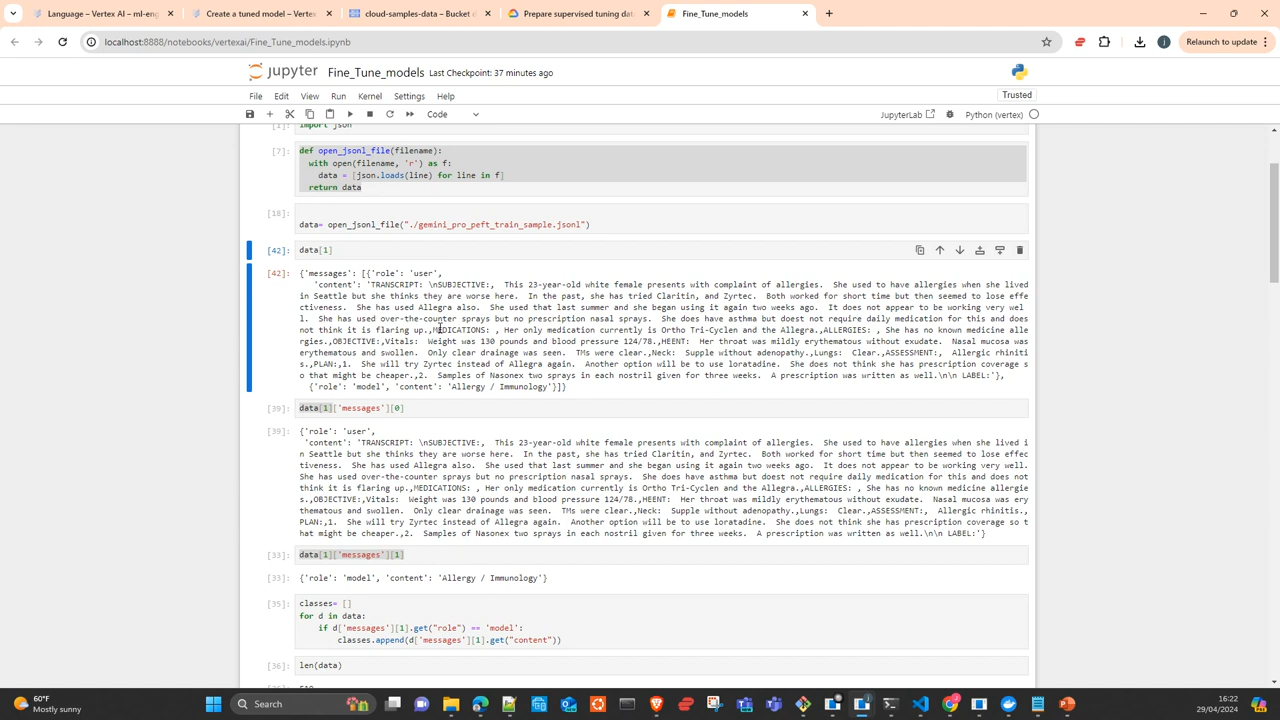 Language – Vertex AI – ml-eng
Create a tuned model – Vertex
cloud-samples-data – Bucket d
Prepare supervised tuning dat
Fine_Tune_models
localhost:8888/notebooks/vertexai/Fine_Tune_models.ipynb
Relaunch to update
jupyter Fine_Tune_models Last Checkpoint: 37 minutes ago
File Edit View Run Kernel Settings Help
Trusted
Code
JupyterLab
Python (vertex)
[1]: import json
[7]: def open_jsonl_file(filename):
with open(filename, 'r') as f:
data = [json.loads(line) for line in f]
return data
[18]:
data= open_jsonl_file("./gemini_pro_peft_train_sample.jsonl")
[42]: data[1]
[42]: {'messages': [{'role': 'user',
'content': 'TRANSCRIPT: \nSUBJECTIVE:,  This 23-year-old white female presents with complaint of allergies.  She used to have allergies when she lived
in Seattle but she thinks they are worse here.  In the past, she has tried Claritin, and Zyrtec.  Both worked for short time but then seemed to lose effe
ctiveness.  She has used Allegra also.  She used that last summer and she began using it again two weeks ago.  It does not appear to be working very wel
l.  She has used over-the-counter sprays but no prescription nasal sprays.  She does have asthma but doest not require daily medication for this and does
not think it is flaring up.,MEDICATIONS: , Her only medication currently is Ortho Tri-Cyclen and the Allegra.,ALLERGIES: , She has no known medicine alle
rgies.,OBJECTIVE:,Vitals:  Weight was 130 pounds and blood pressure 124/78.,HEENT:  Her throat was mildly erythematous without exudate.  Nasal mucosa was
erythematous and swollen.  Only clear drainage was seen.  TMs were clear.,Neck:  Supple without adenopathy.,Lungs:  Clear.,ASSESSMENT:,  Allergic rhiniti
s.,PLAN:,1.  She will try Zyrtec instead of Allegra again.  Another option will be to use loratadine.  She does not think she has prescription coverage s
o that might be cheaper.,2.  Samples of Nasonex two sprays in each nostril given for three weeks.  A prescription was written as well.\n\n LABEL:'},
{'role': 'model', 'content': 'Allergy / Immunology'}]}
[39]: data[1]['messages'][0]
[39]: {'role': 'user',
'content': 'TRANSCRIPT: \nSUBJECTIVE:,  This 23-year-old white female presents with complaint of allergies.  She used to have allergies when she lived i
n Seattle but she thinks they are worse here.  In the past, she has tried Claritin, and Zyrtec.  Both worked for short time but then seemed to lose effec
tiveness.  She has used Allegra also.  She used that last summer and she began using it again two weeks ago.  It does not appear to be working very well.
She has used over-the-counter sprays but no prescription nasal sprays.  She does have asthma but doest not require daily medication for this and does not
think it is flaring up.,MEDICATIONS: , Her only medication currently is Ortho Tri-Cyclen and the Allegra.,ALLERGIES: , She has no known medicine allergie
s.,OBJECTIVE:,Vitals:  Weight was 130 pounds and blood pressure 124/78.,HEENT:  Her throat was mildly erythematous without exudate.  Nasal mucosa was ery
thematous and swollen.  Only clear drainage was seen.  TMs were clear.,Neck:  Supple without adenopathy.,Lungs:  Clear.,ASSESSMENT:,  Allergic rhinitis.,
PLAN:,1.  She will try Zyrtec instead of Allegra again.  Another option will be to use loratadine.  She does not think she has prescription coverage so t
hat might be cheaper.,2.  Samples of Nasonex two sprays in each nostril given for three weeks.  A prescription was written as well.\n\n LABEL:'}
[33]: data[1]['messages'][1]
[33]: {'role': 'model', 'content': 'Allergy / Immunology'}
[35]: classes= []
for d in data:
if d['messages'][1].get("role") == 'model':
classes.append(d['messages'][1].get("content"))
[36]: len(data)
60°F
Mostly sunny
Search
16:22
29/04/2024